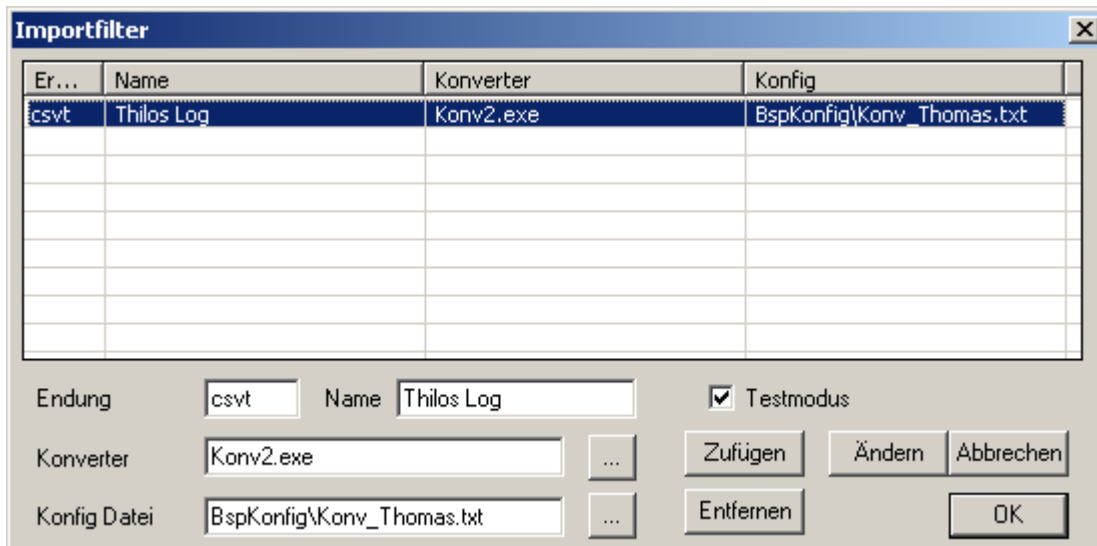 Importfilter
Er... Name Konverter Konfig
csvt Thilos Log Konv2.exe BspKonfig\Konv_Thomas.txt
Endung csvt Name Thilos Log Testmodus
Konverter Konv2.exe ... Zufügen Ändern Abbrechen
Konfig Datei BspKonfig\Konv_Thomas.txt ... Entfernen OK